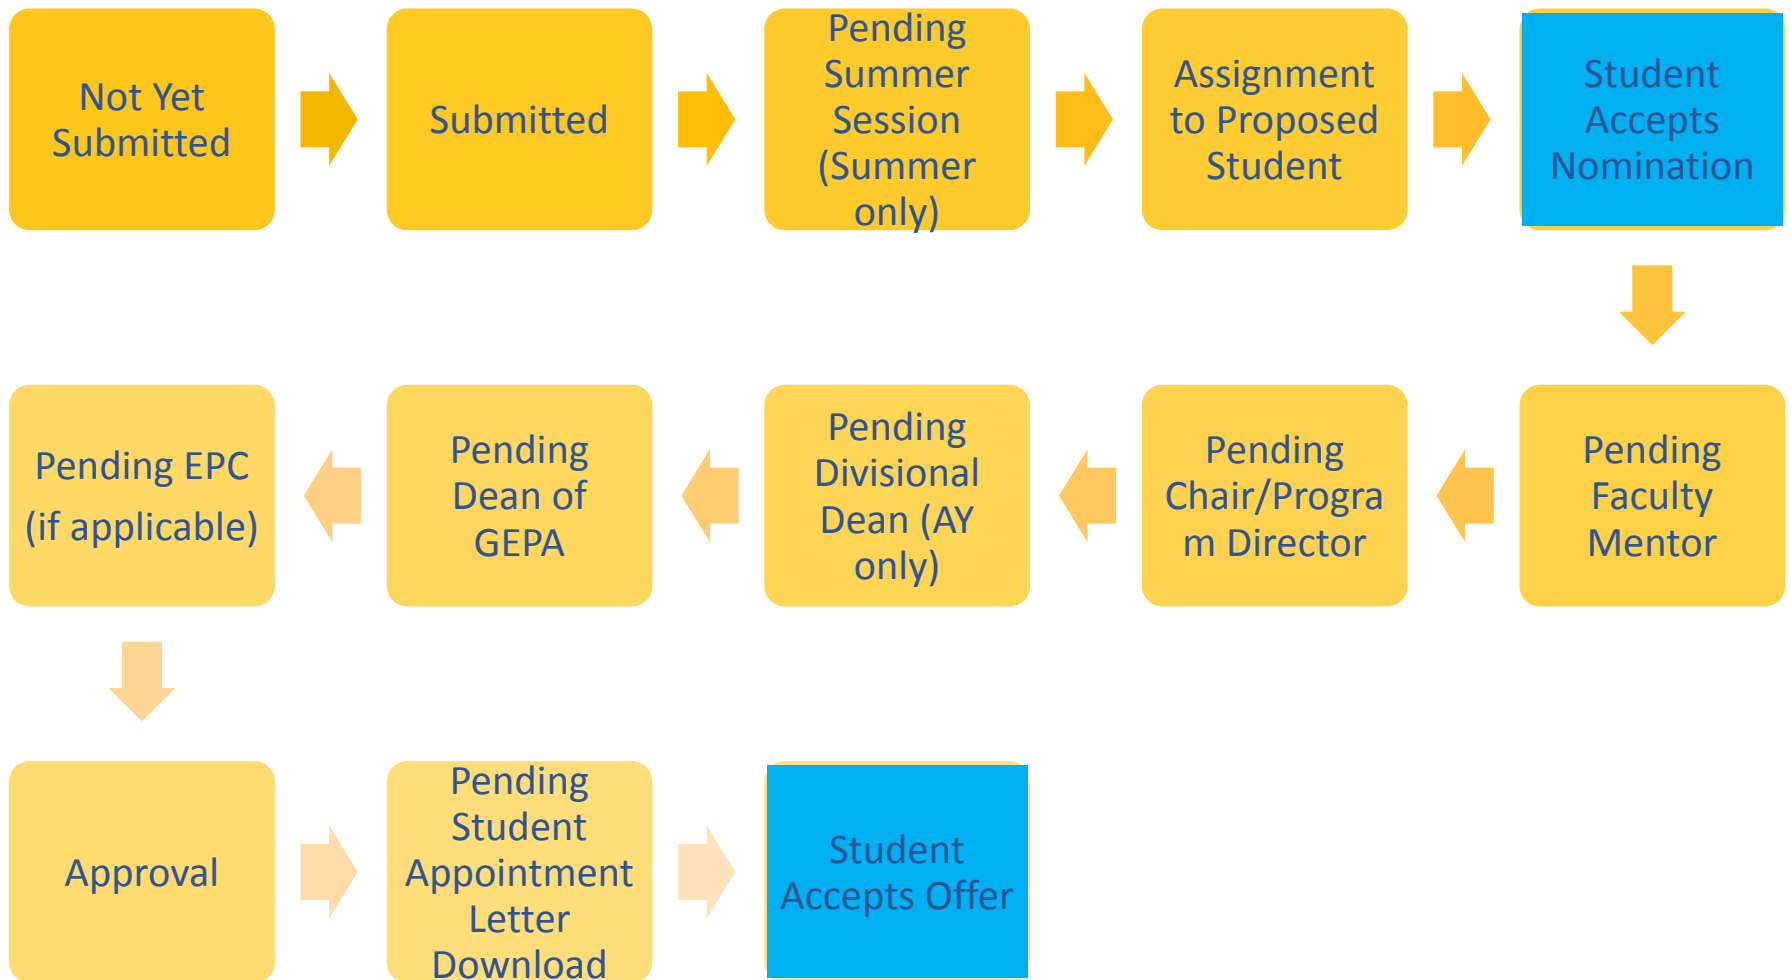 Not Yet
Submitted
Submitted
Pending
Summer
Session
(Summer
only)
Assignment
to Proposed
Student
Student
Accepts
Nomination
Pending
Faculty
Mentor
Pending
Chair/Progra
m Director
Pending
Divisional
Dean (AY
only)
Pending
Dean of
GEPA
Pending EPC
(if applicable)
Approval
Pending
Student
Appointment
Letter
Download
Student
Accepts Offer